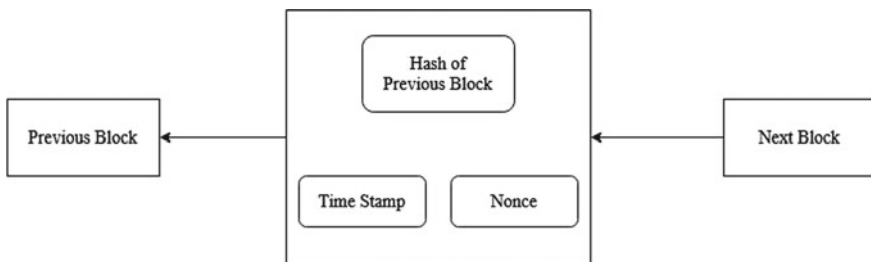 Hash of
Previous Block
Previous Block
Next Block
Time Stamp
Nonce